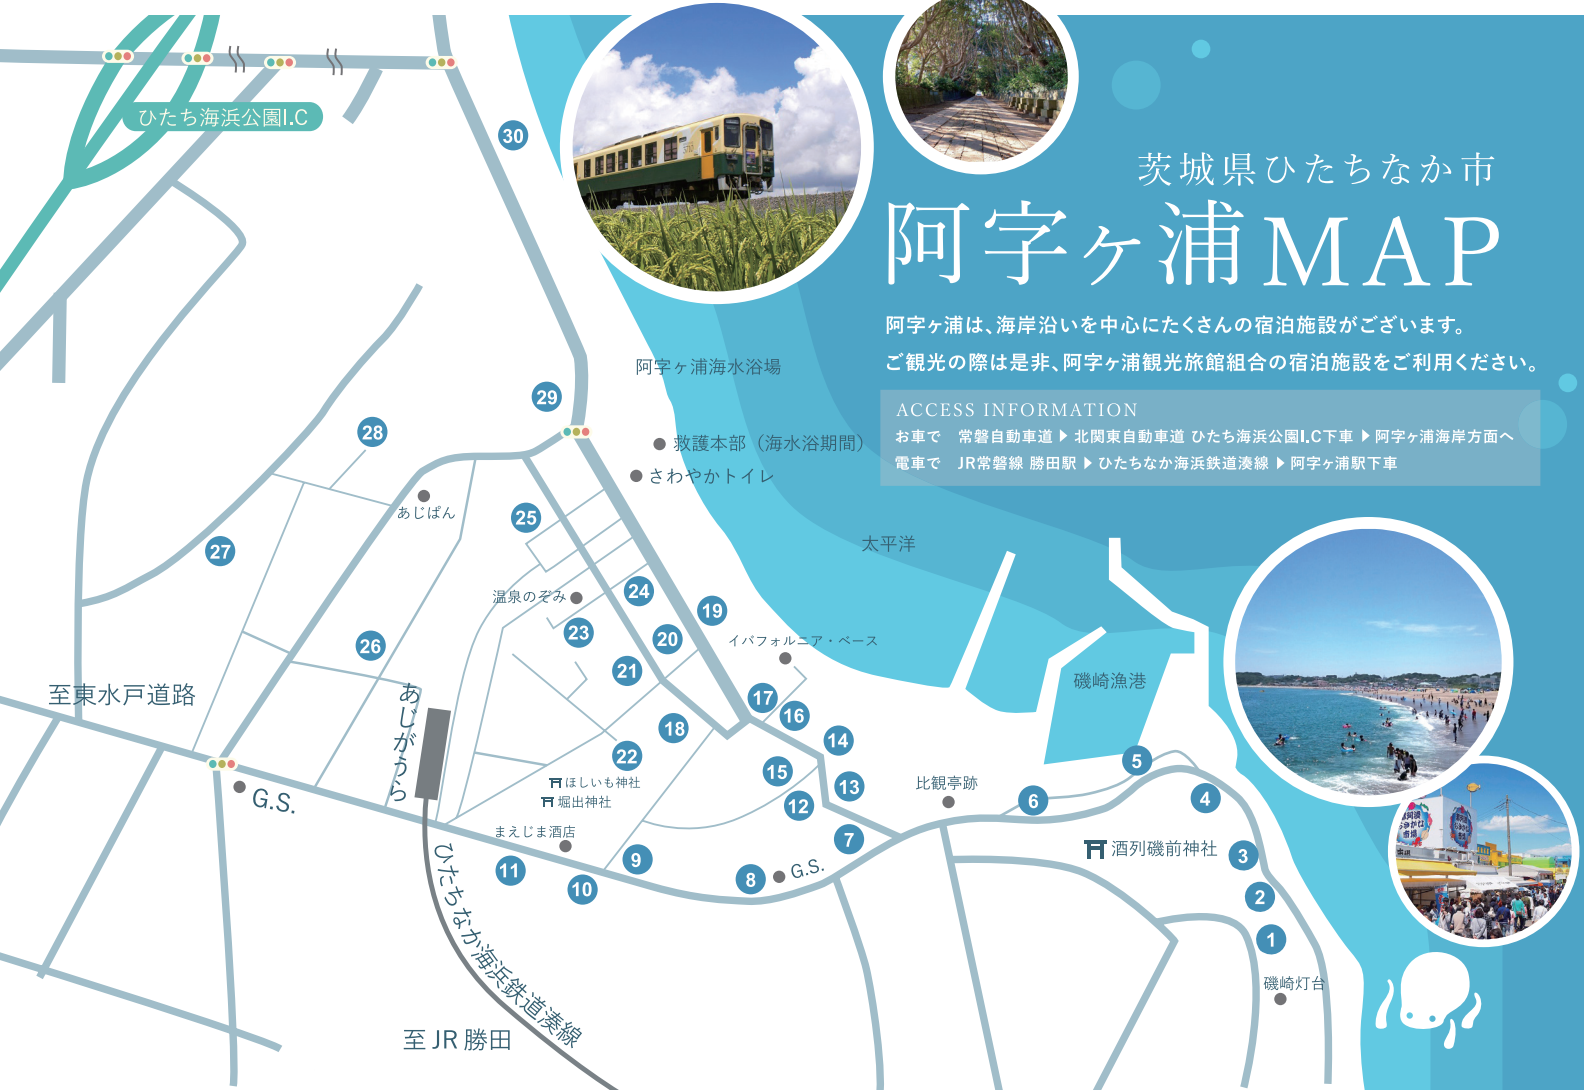 茨城県ひたちなか市
阿字ヶ浦MAP
阿字ヶ浦は、海岸沿いを中心にたくさんの宿泊施設がございます。
ご観光の際は是非、阿字ヶ浦観光旅館組合の宿泊施設をご利用ください。
ACCESS INFORMATION
お車で 常磐自動車道▶北関東自動車道 ひたち海浜公園I.C下車▶阿字ヶ浦海岸方面へ
電車で JR常磐線 勝田駅▶ひたちなか海浜鉄道湊線▶阿字ヶ浦駅下車
ひたち海浜公園I.C
30
阿字ヶ浦海水浴場
29
28
救護本部（海水浴期間）
さわやかトイレ
あじぱん
25
27
太平洋
温泉のぞみ
24
19
23
20
イバフォルニア・ベース
26
21
磯崎漁港
至東水戸道路
あじがうら
17
16
18
14
22
15
5
G.S.
ほしいも神社
堀出神社
13
12
比観亭跡
6
4
まえじま酒店
7
酒列磯前神社
9
3
11
10
8
G.S.
2
1
ひたちなか海浜鉄道湊線
磯崎灯台
至JR勝田